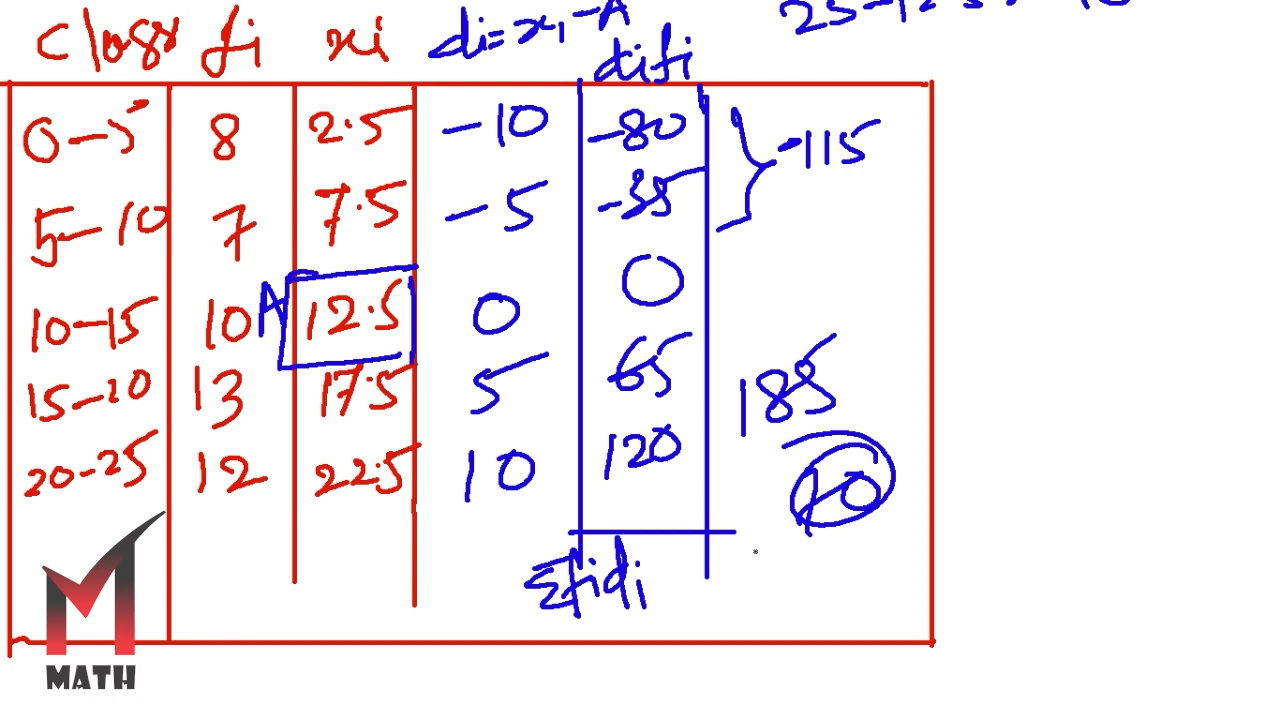 Class fi xi di=xi-A difi
0-5 8 2.5 -10 -80
-115
5-10 7 7.5 -5 -35
10-15 10 A 12.5 0 0
15-20 13 17.5 5 65
185
20-25 12 22.5 10 120
70
Σfidi
MATH